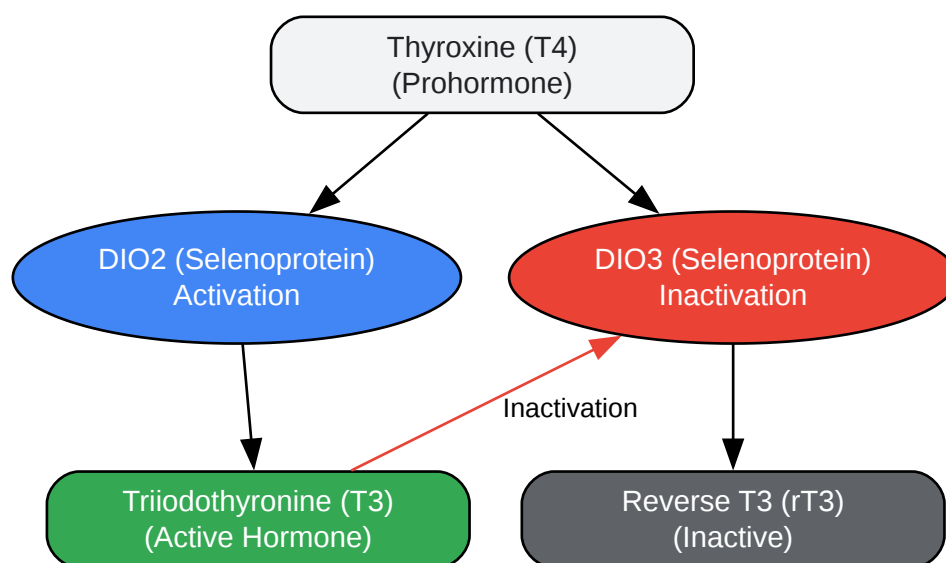 Thyroxine (T4)
(Prohormone)
DIO2 (Selenoprotein)
Activation
DIO3 (Selenoprotein)
Inactivation
Inactivation
Triiodothyronine (T3)
(Active Hormone)
Reverse T3 (rT3)
(Inactive)